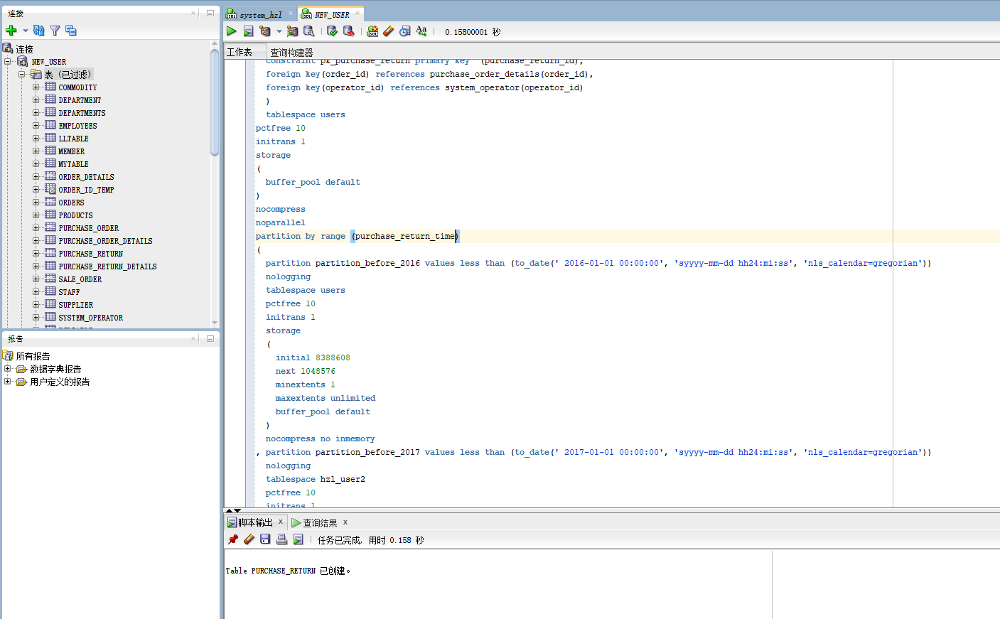 连接
连接
NEW_USER
表 (已过滤)
COMMODITY
DEPARTMENT
DEPARTMENTS
EMPLOYEES
LLTABLE
MEMBER
MYTABLE
ORDER_DETAILS
ORDER_ID_TEMP
ORDERS
PRODUCTS
PURCHASE_ORDER
PURCHASE_ORDER_DETAILS
PURCHASE_RETURN
PURCHASE_RETURN_DETAILS
SALE_ORDER
STAFF
SUPPLIER
SYSTEM_OPERATOR
报告
所有报告
数据字典报告
用户定义的报告
system_hzl
NEW_USER
0.15800001 秒
工作表 查询构建器
constraint pk_purchase_return primary key (purchase_return_id),
foreign key(order_id) references purchase_order_details(order_id),
foreign key(operator_id) references system_operator(operator_id)
)
tablespace users
pctfree 10
initrans 1
storage
(
buffer_pool default
)
nocompress
noparallel
partition by range (purchase_return_time)
(
partition partition_before_2016 values less than (to_date(' 2016-01-01 00:00:00', 'syyyy-mm-dd hh24:mi:ss', 'nls_calendar=gregorian'))
nologging
tablespace users
pctfree 10
initrans 1
storage
(
initial 8388608
next 1048576
minextents 1
maxextents unlimited
buffer_pool default
)
nocompress no inmemory
, partition partition_before_2017 values less than (to_date(' 2017-01-01 00:00:00', 'syyyy-mm-dd hh24:mi:ss', 'nls_calendar=gregorian'))
nologging
tablespace hzl_user2
pctfree 10
initrans 1
脚本输出 x 查询结果 x
任务已完成, 用时 0.158 秒
Table PURCHASE_RETURN 已创建。